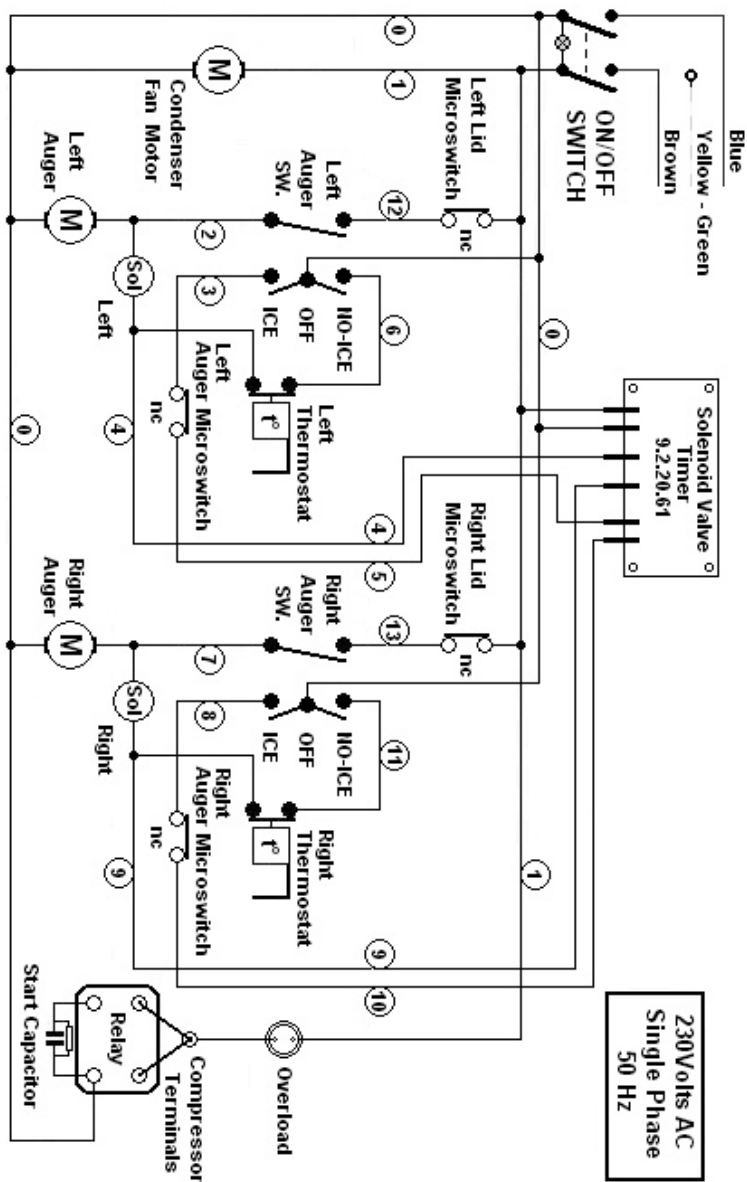 Blue
Yellow - Green
Brown
ON/OFF
SWITCH
0
1
Condenser
Fan Motor
M
Left Lid
Microswitch
nc
12
Left
Auger
SW.
2
Left
Auger
M
Sol
Left
3
ICE
OFF
NO-ICE
6
Left
Thermostat
t°
Left
Auger Microswitch
nc
4
0
0
Solenoid Valve
Timer
9.2.20.61
4
5
Right Lid
Microswitch
nc
13
Right
Auger
SW.
7
Right
Auger
M
Sol
Right
8
ICE
OFF
NO-ICE
11
Right
Thermostat
t°
Right
Auger Microswitch
nc
9
1
9
10
230Volts AC
Single Phase
50 Hz
Overload
Compressor
Terminals
Relay
Start Capacitor